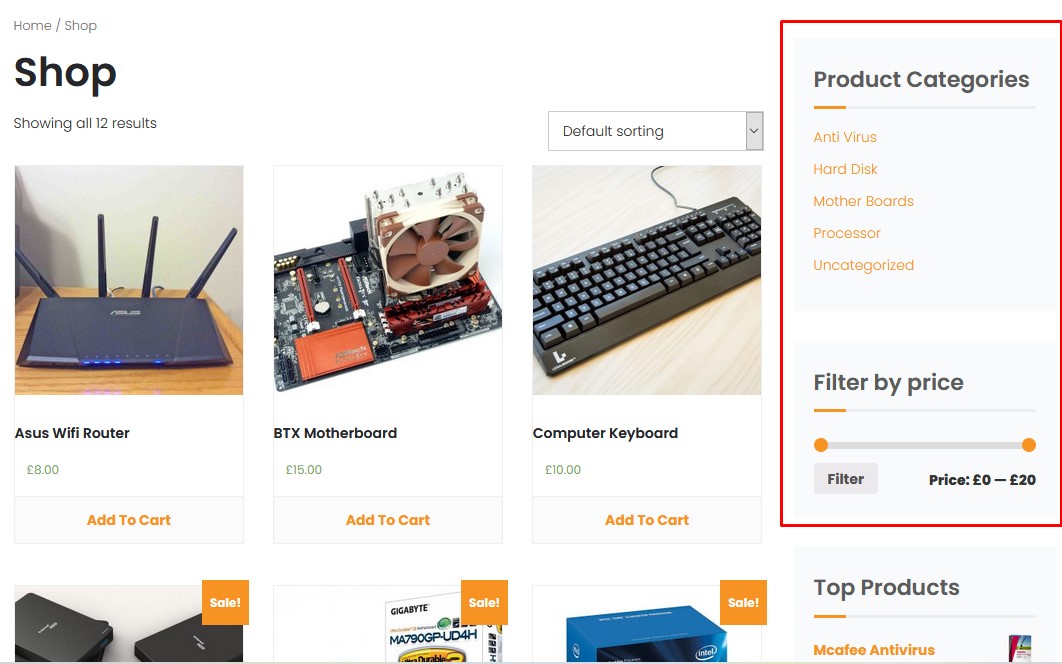 Home / Shop
Shop
Showing all 12 results
Default sorting
ASUS
Asus Wifi Router
£8.00
Add To Cart
BTX Motherboard
£15.00
Add To Cart
Computer Keyboard
£10.00
Add To Cart
Sale!
GIGABYTE
MA790GP-UD4H
Ultra Durable
Sale!
intel
Sale!
Product Categories
Anti Virus
Hard Disk
Mother Boards
Processor
Uncategorized
Filter by price
Filter
Price: £0 — £20
Top Products
Mcafee Antivirus